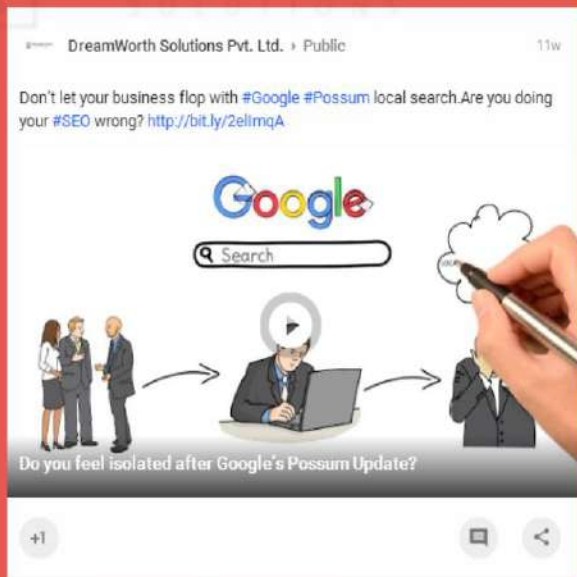 SOLUTIONS
DreamWorth Solutions Pvt. Ltd. › Public
11w
Don't let your business flop with #Google #Possum local search.Are you doing
your #SEO wrong? http://bit.ly/2elImqA
Google
Search
Do you feel isolated after Google's Possum Update?
+1